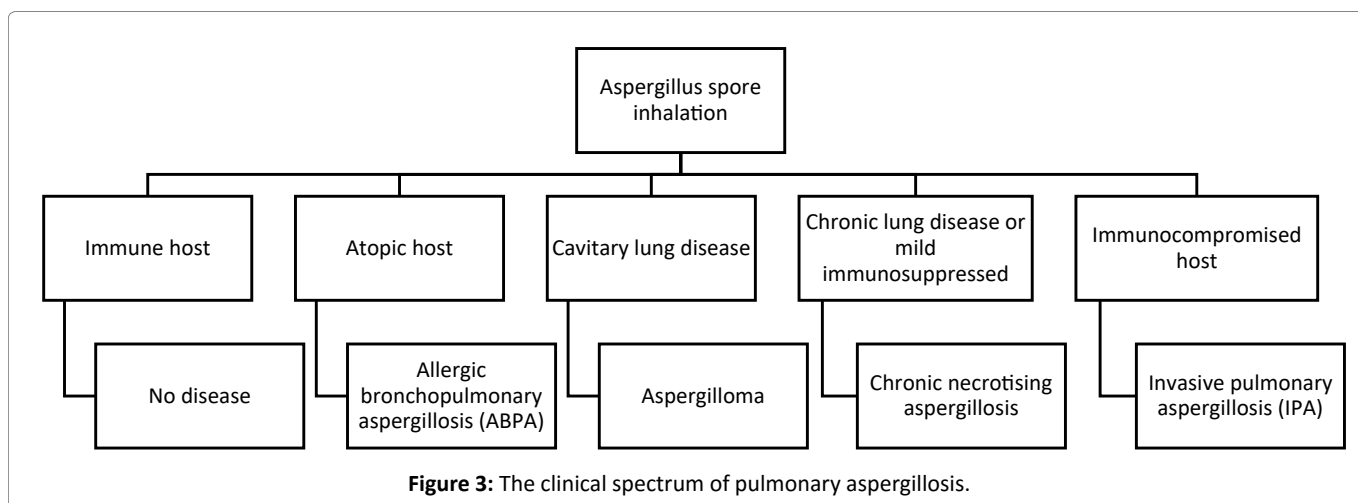 Aspergillus spore
inhalation
Immune host
Atopic host
Cavitary lung disease
Chronic lung disease or
mild
immunosuppressed
Immunocompromised
host
No disease
Allergic
bronchopulmonary
aspergillosis (ABPA)
Aspergilloma
Chronic necrotising
aspergillosis
Invasive pulmonary
aspergillosis (IPA)
Figure 3: The clinical spectrum of pulmonary aspergillosis.